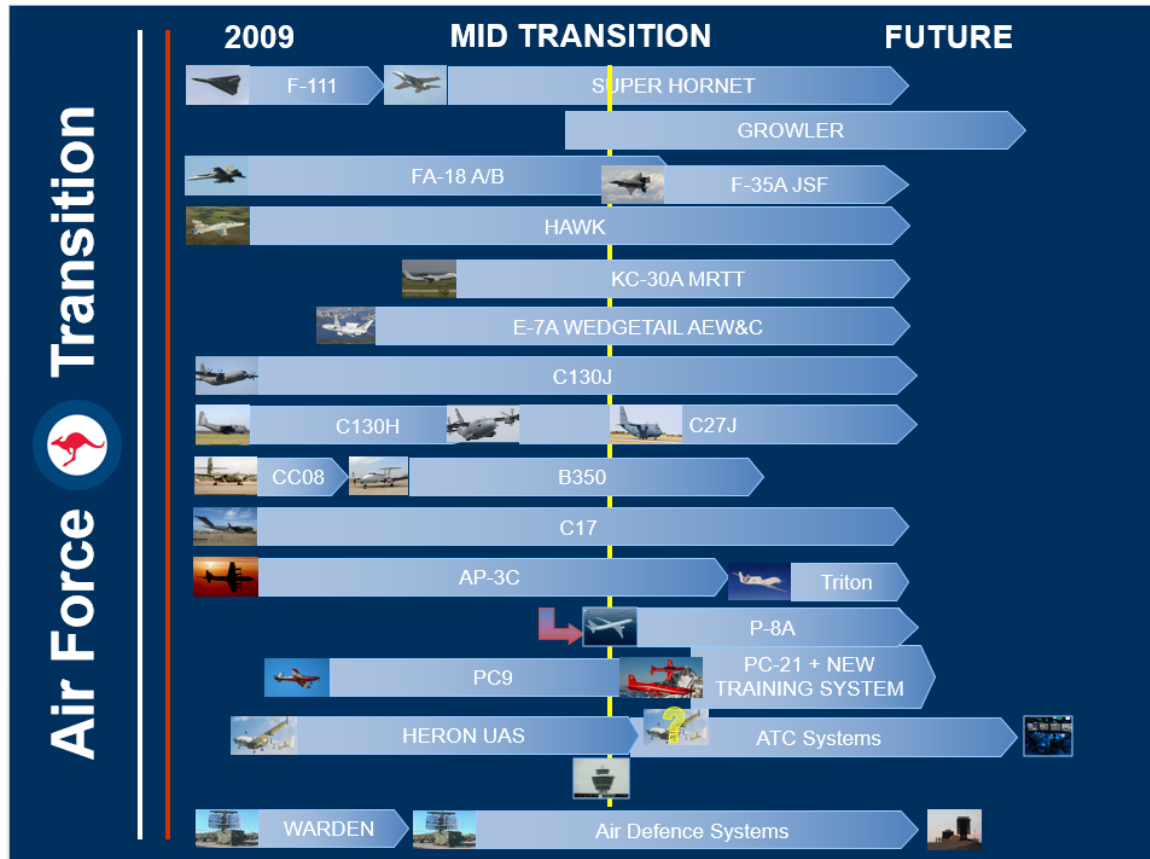 Air Force Transition
2009 MID TRANSITION FUTURE
F-111 SUPER HORNET
GROWLER
FA-18 A/B F-35A JSF
HAWK
KC-30A MRTT
E-7A WEDGETAIL AEW&C
C130J
C130H C27J
CC08 B350
C17
AP-3C Triton
P-8A
PC9 PC-21 + NEW
TRAINING SYSTEM
HERON UAS ? ATC Systems
WARDEN Air Defence Systems